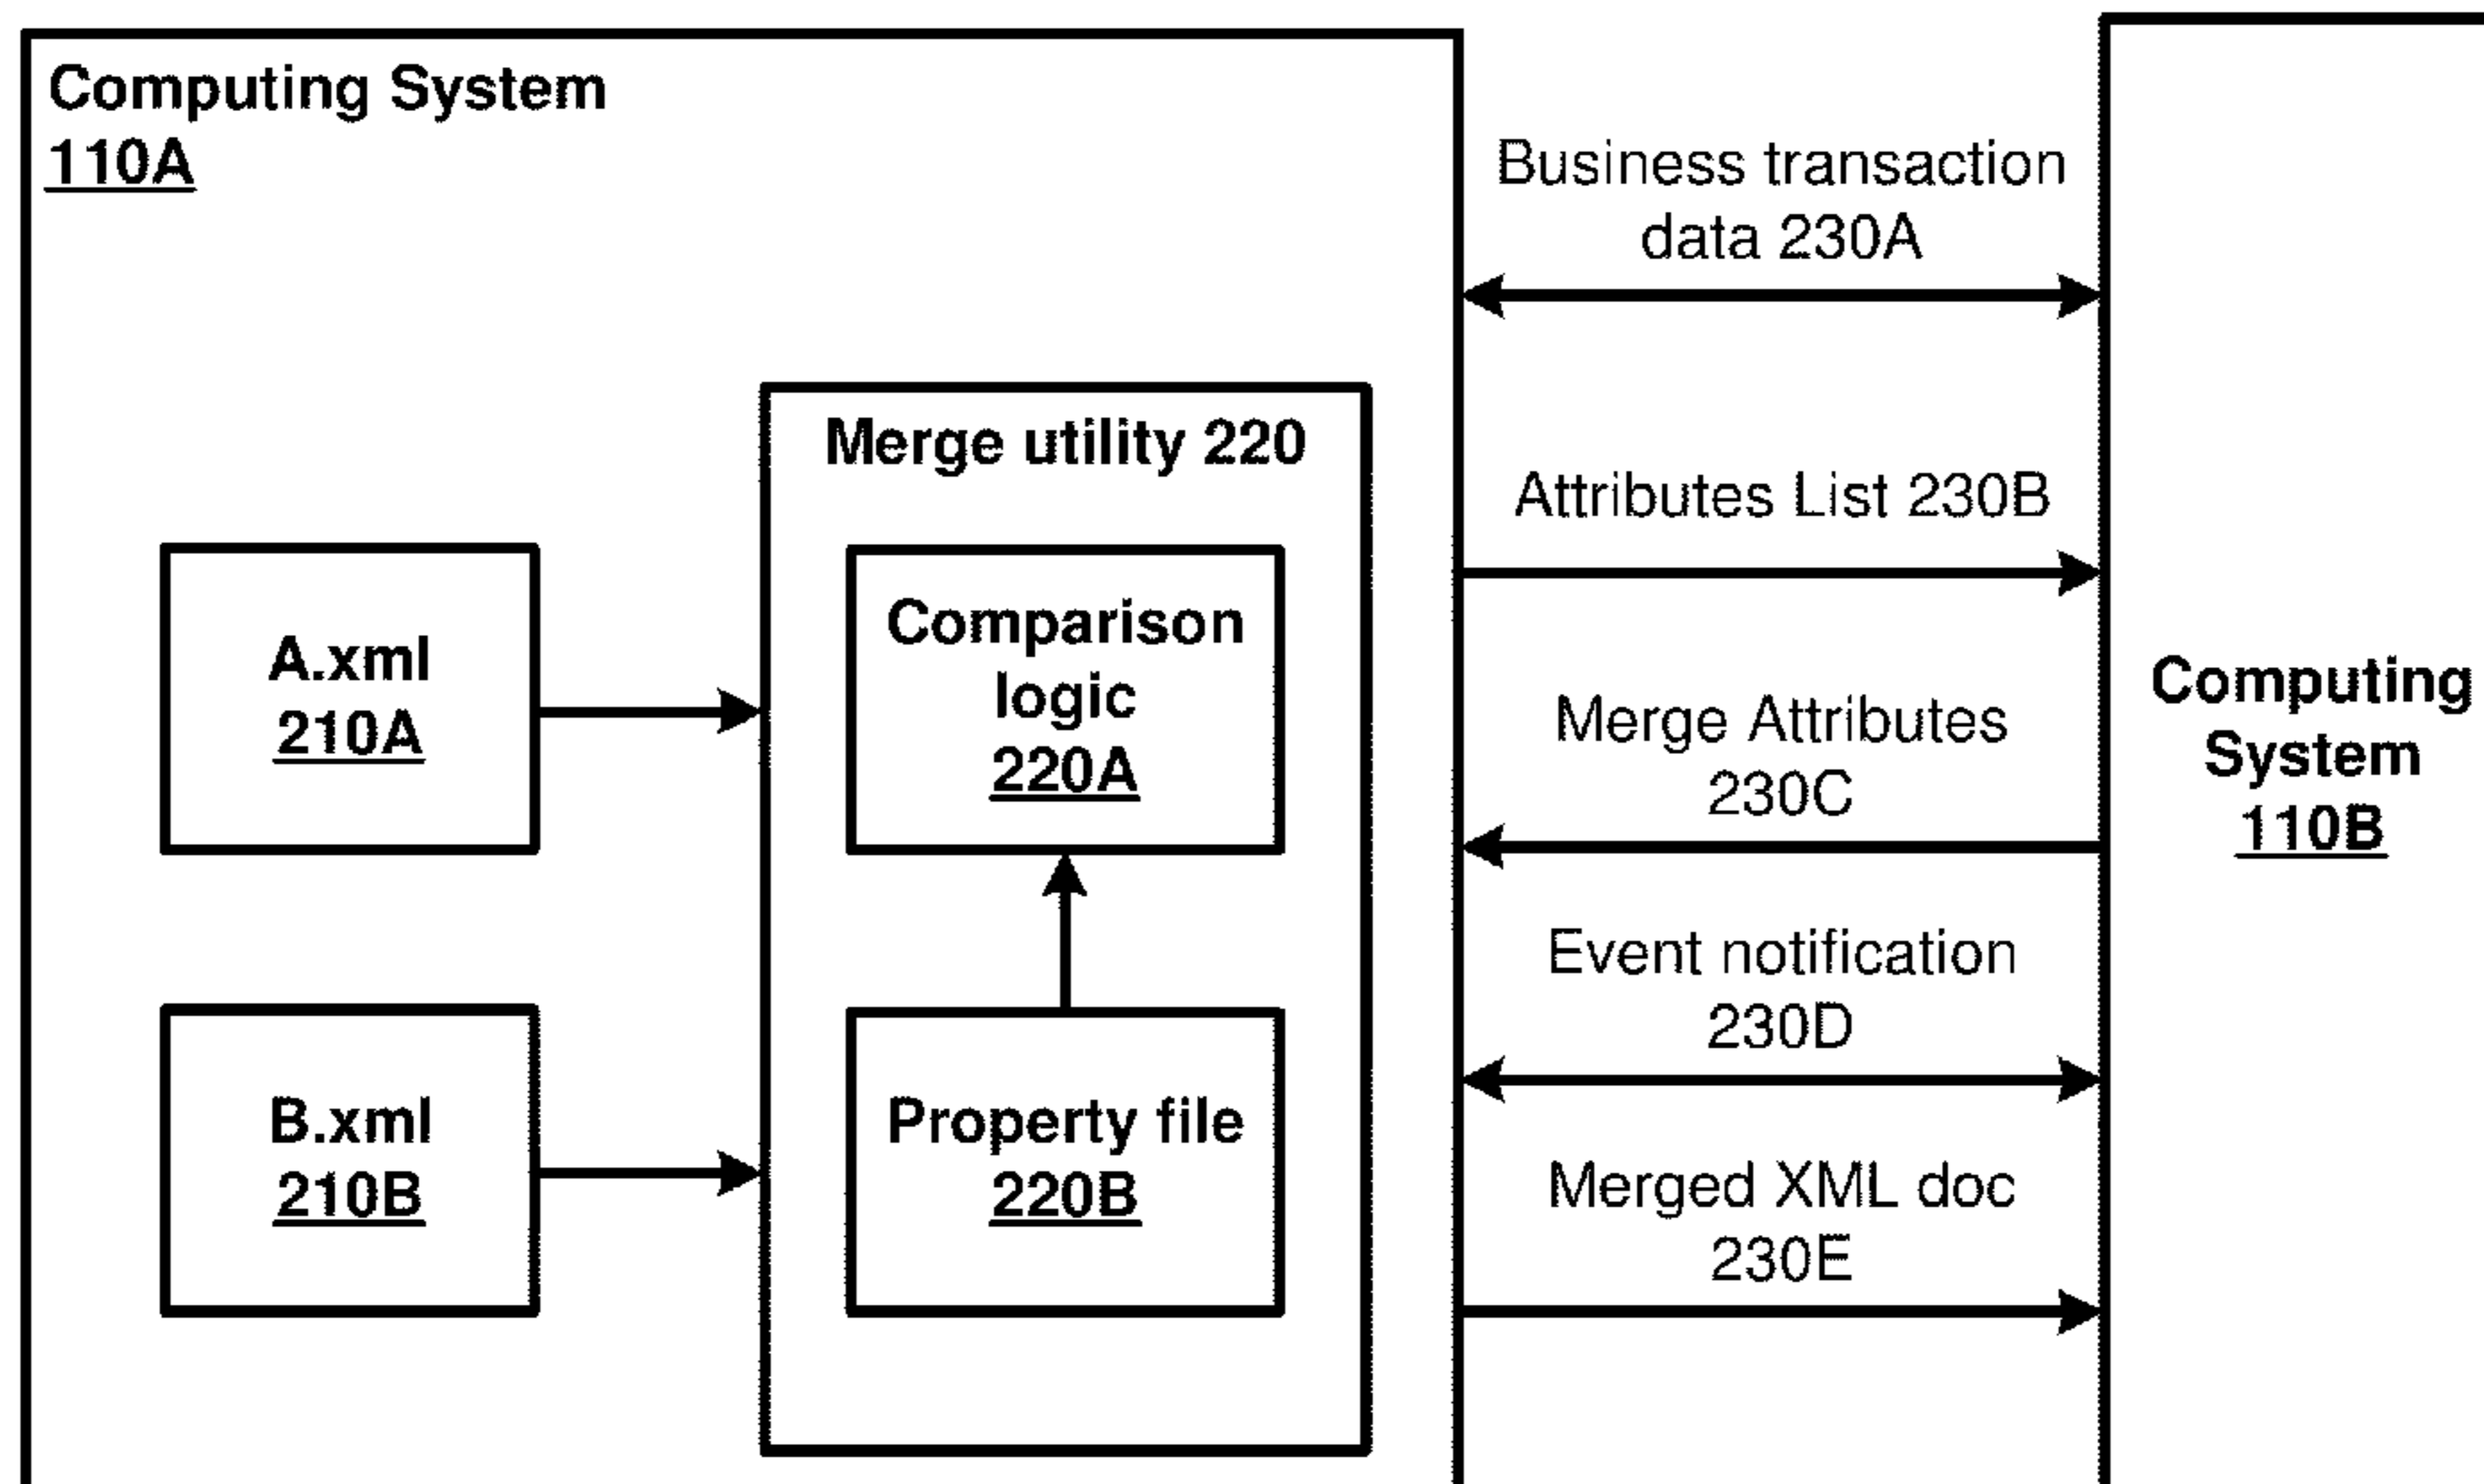 Computing System
110A
A.xml
210A
B.xml
210B
Merge utility 220
Comparison
logic
220A
Property file
220B
Business transaction
data 230A
Attributes List 230B
Merge Attributes
230C
Event notification
230D
Merged XML doc
230E
Computing
System
110B